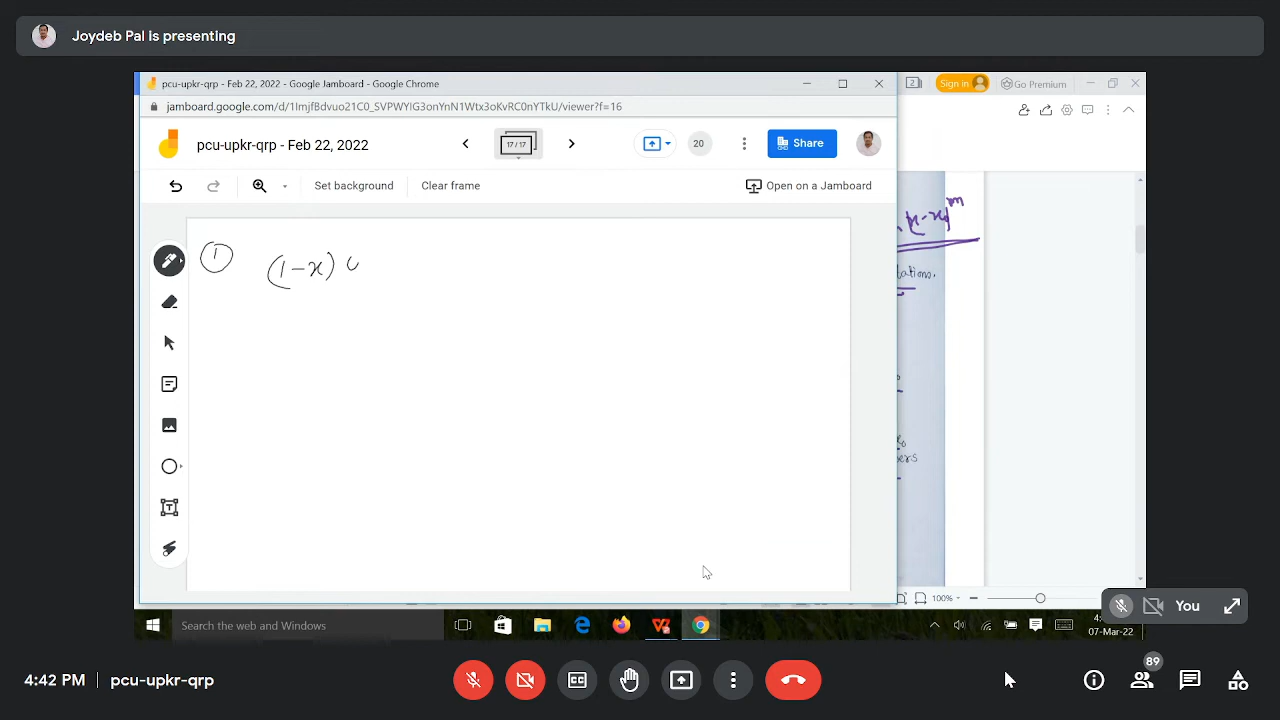 Joydeb Pal is presenting
pcu-upkr-qrp - Feb 22, 2022 - Google Jamboard - Google Chrome
2 Sign in Go Premium
jamboard.google.com/d/1ImjfBdvuo21C0_SVPWYlG3onYnN1Wtx3oKvRC0nYTkU/viewer?f=16
pcu-upkr-qrp - Feb 22, 2022
17 / 17
20
Share
Set background
Clear frame
Open on a Jamboard
x-x0)^m
① (1-x)
100%
You
Search the web and Windows
07-Mar-22
4:42 PM | pcu-upkr-qrp
89